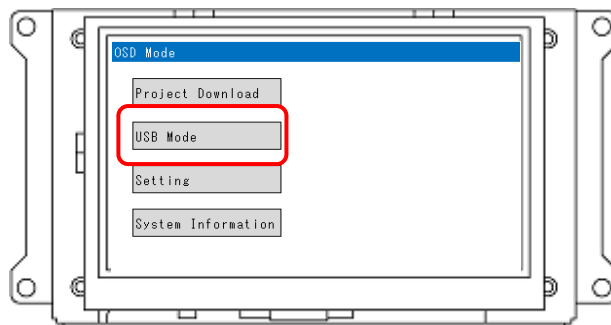 OSD Mode
Project Download
USB Mode
Setting
System Information